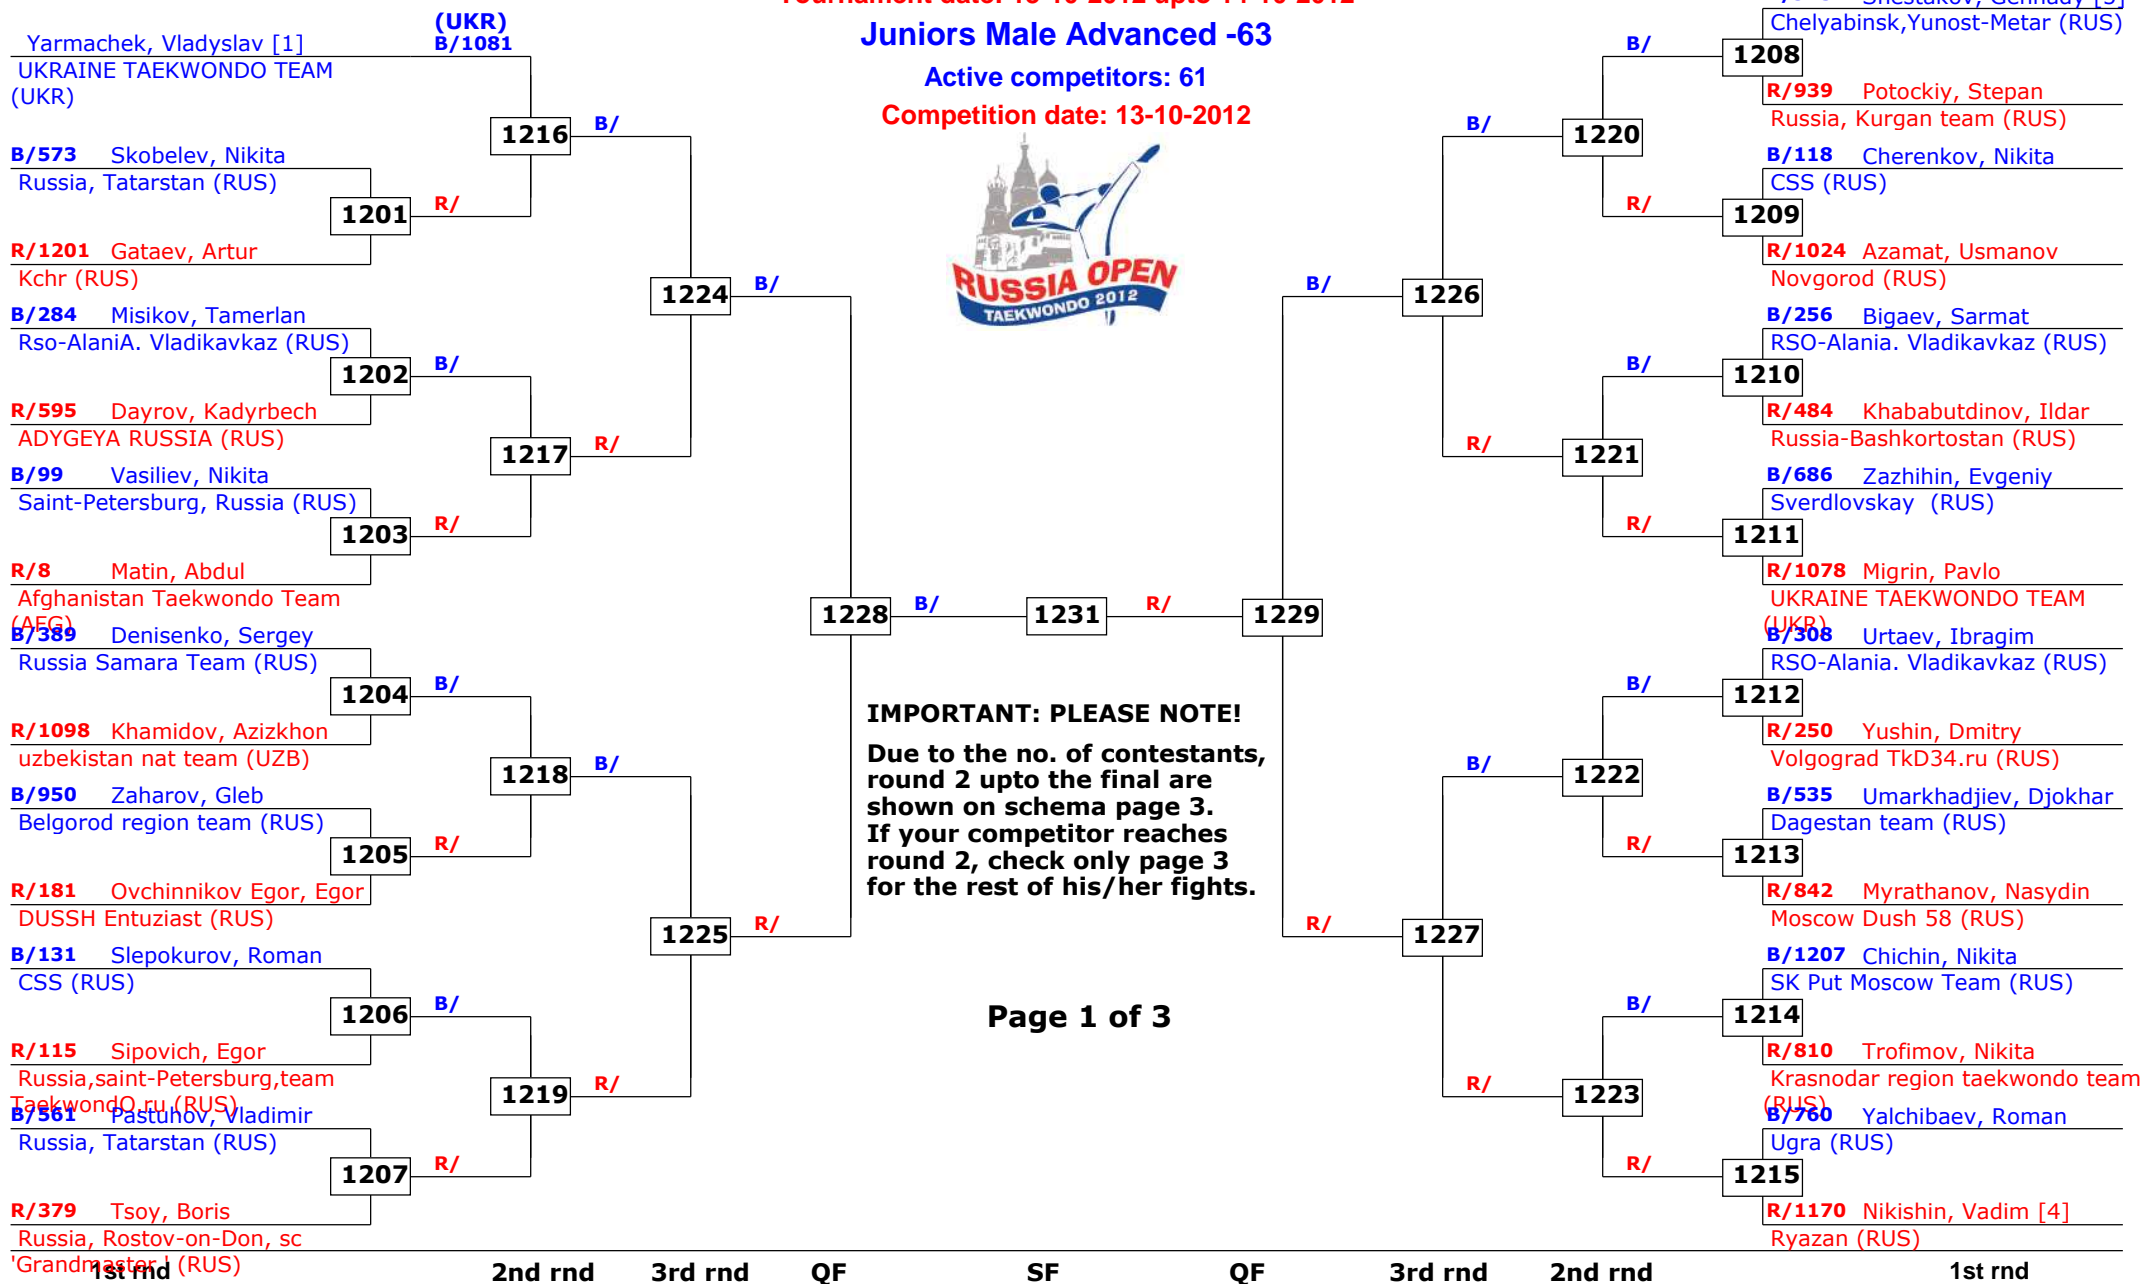 Juniors Male Advanced -63
Active competitors: 61
Competition date: 13-10-2012
RUSSIA OPEN
TAEKWONDO 2012
(UKR)
Yarmachek, Vladyslav [1]
B/1081
UKRAINE TAEKWONDO TEAM
(UKR)
1216
B/
B/573 Skobelev, Nikita
Russia, Tatarstan (RUS)
1201
R/
R/1201 Gataev, Artur
Kchr (RUS)
1224
B/
B/284 Misikov, Tamerlan
Rso-AlaniA. Vladikavkaz (RUS)
1202
B/
R/595 Dayrov, Kadyrbech
ADYGEYA RUSSIA (RUS)
1217
R/
B/99 Vasiliev, Nikita
Saint-Petersburg, Russia (RUS)
1203
R/
R/8 Matin, Abdul
Afghanistan Taekwondo Team
(AFG)
1228
B/
1231
R/
1229
B/389 Denisenko, Sergey
Russia Samara Team (RUS)
1204
B/
R/1098 Khamidov, Azizkhon
uzbekistan nat team (UZB)
1218
B/
B/950 Zaharov, Gleb
Belgorod region team (RUS)
1205
R/
R/181 Ovchinnikov Egor, Egor
DUSSH Entuziast (RUS)
1225
R/
B/131 Slepokurov, Roman
CSS (RUS)
1206
B/
R/115 Sipovich, Egor
Russia,saint-Petersburg,team
TaekwondO.ru (RUS)
1219
R/
B/561 Pastuhov, Vladimir
Russia, Tatarstan (RUS)
1207
R/
R/379 Tsoy, Boris
Russia, Rostov-on-Don, sc
'Grandmaster' (RUS)
IMPORTANT: PLEASE NOTE!
Due to the no. of contestants,
round 2 upto the final are
shown on schema page 3.
If your competitor reaches
round 2, check only page 3
for the rest of his/her fights.
Page 1 of 3
Chelyabinsk,Yunost-Metar (RUS)
B/
1208
R/939 Potockiy, Stepan
Russia, Kurgan team (RUS)
B/
1220
B/118 Cherenkov, Nikita
CSS (RUS)
R/
1209
R/1024 Azamat, Usmanov
Novgorod (RUS)
B/
1226
B/256 Bigaev, Sarmat
RSO-Alania. Vladikavkaz (RUS)
B/
1210
R/484 Khababutdinov, Ildar
Russia-Bashkortostan (RUS)
R/
1221
B/686 Zazhihin, Evgeniy
Sverdlovskay (RUS)
R/
1211
R/1078 Migrin, Pavlo
UKRAINE TAEKWONDO TEAM
(UKR)
B/308 Urtaev, Ibragim
RSO-Alania. Vladikavkaz (RUS)
B/
1212
R/250 Yushin, Dmitry
Volgograd TkD34.ru (RUS)
B/
1222
B/535 Umarkhadjiev, Djokhar
Dagestan team (RUS)
R/
1213
R/842 Myrathanov, Nasydin
Moscow Dush 58 (RUS)
R/
1227
B/1207 Chichin, Nikita
SK Put Moscow Team (RUS)
B/
1214
R/810 Trofimov, Nikita
Krasnodar region taekwondo team
(RUS)
R/
1223
B/760 Yalchibaev, Roman
Ugra (RUS)
R/
1215
R/1170 Nikishin, Vadim [4]
Ryazan (RUS)
1st rnd 2nd rnd 3rd rnd QF SF QF 3rd rnd 2nd rnd 1st rnd